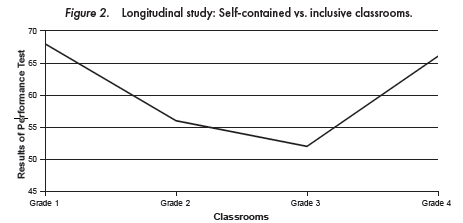 Figure 2. Longitudinal study: Self-contained vs. inclusive classrooms.
Results of Performance Test
70
65
60
55
50
45
Grade 1 Grade 2 Grade 3 Grade 4
Classrooms